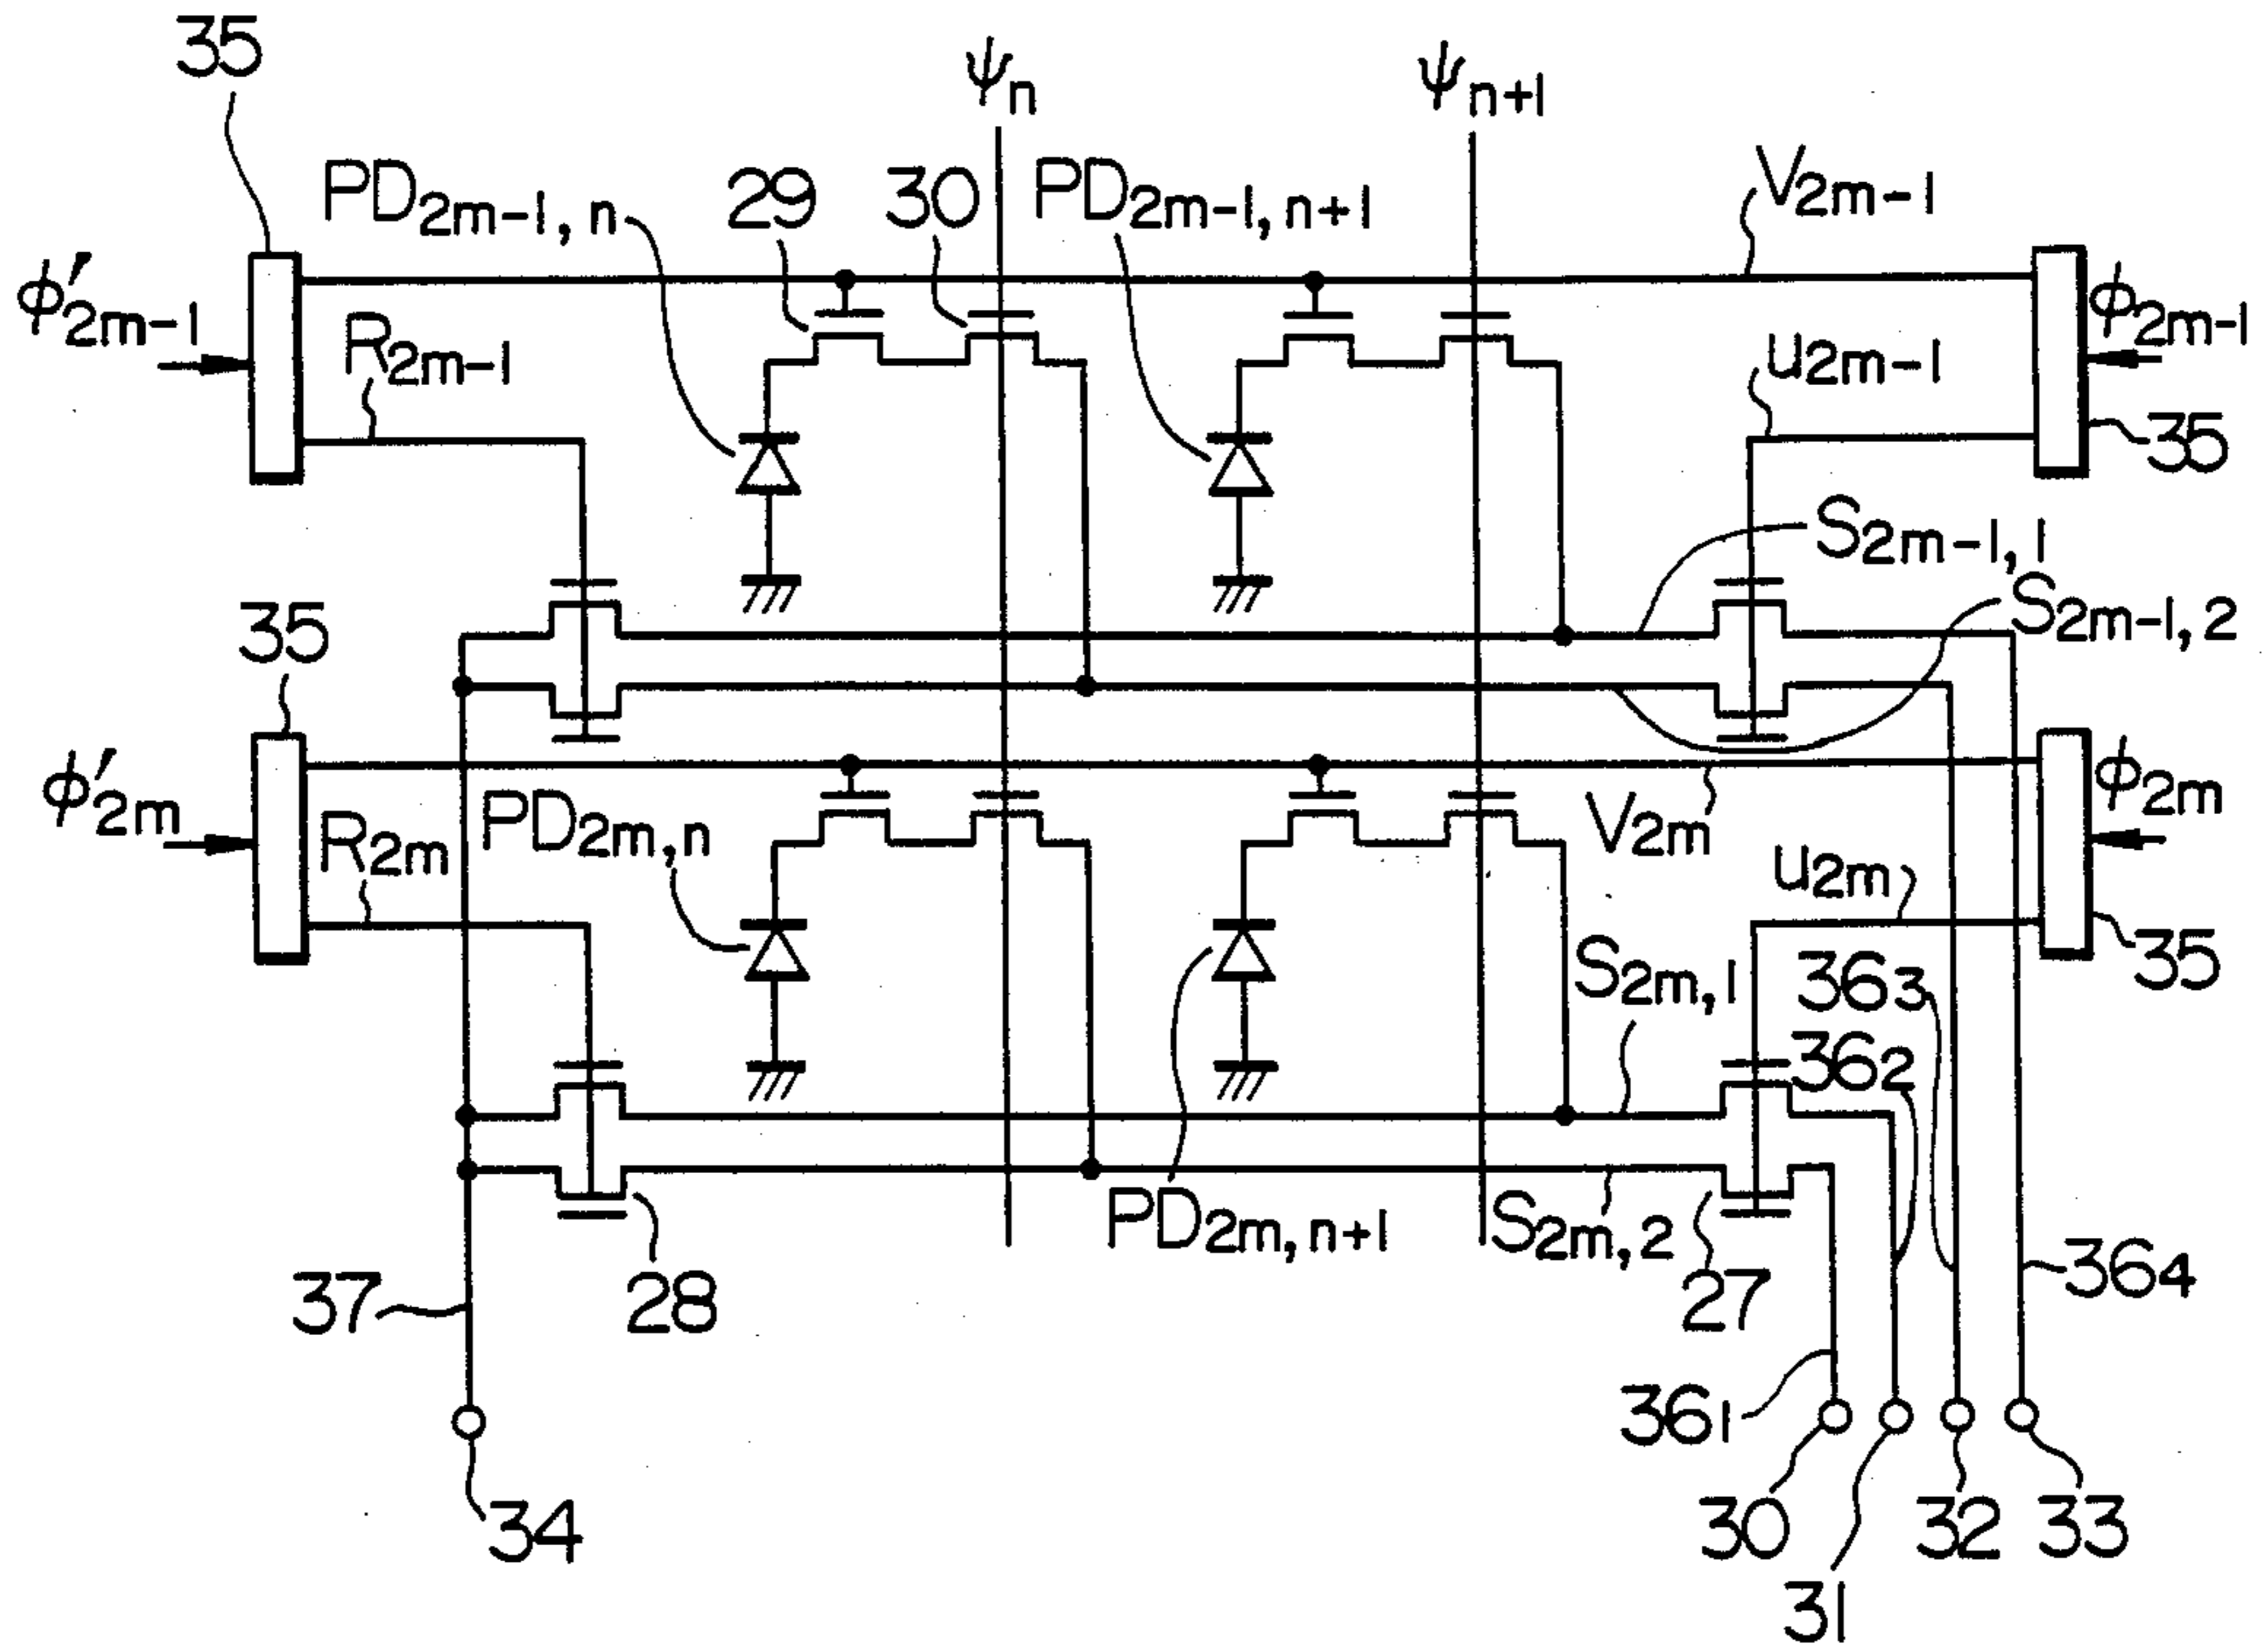 35
ψn
ψn+1
PD2m-1, n
29
30
PD2m-1, n+1
V2m-1
ϕ'2m-1
R2m-1
ϕ2m-1
u2m-1
35
S2m-1, 1
S2m-1, 2
35
ϕ'2m
R2m
PD2m, n
V2m
ϕ2m
u2m
35
S2m, 1
363
362
PD2m, n+1
S2m, 2
37
28
27
364
361
34
30
31
32
33